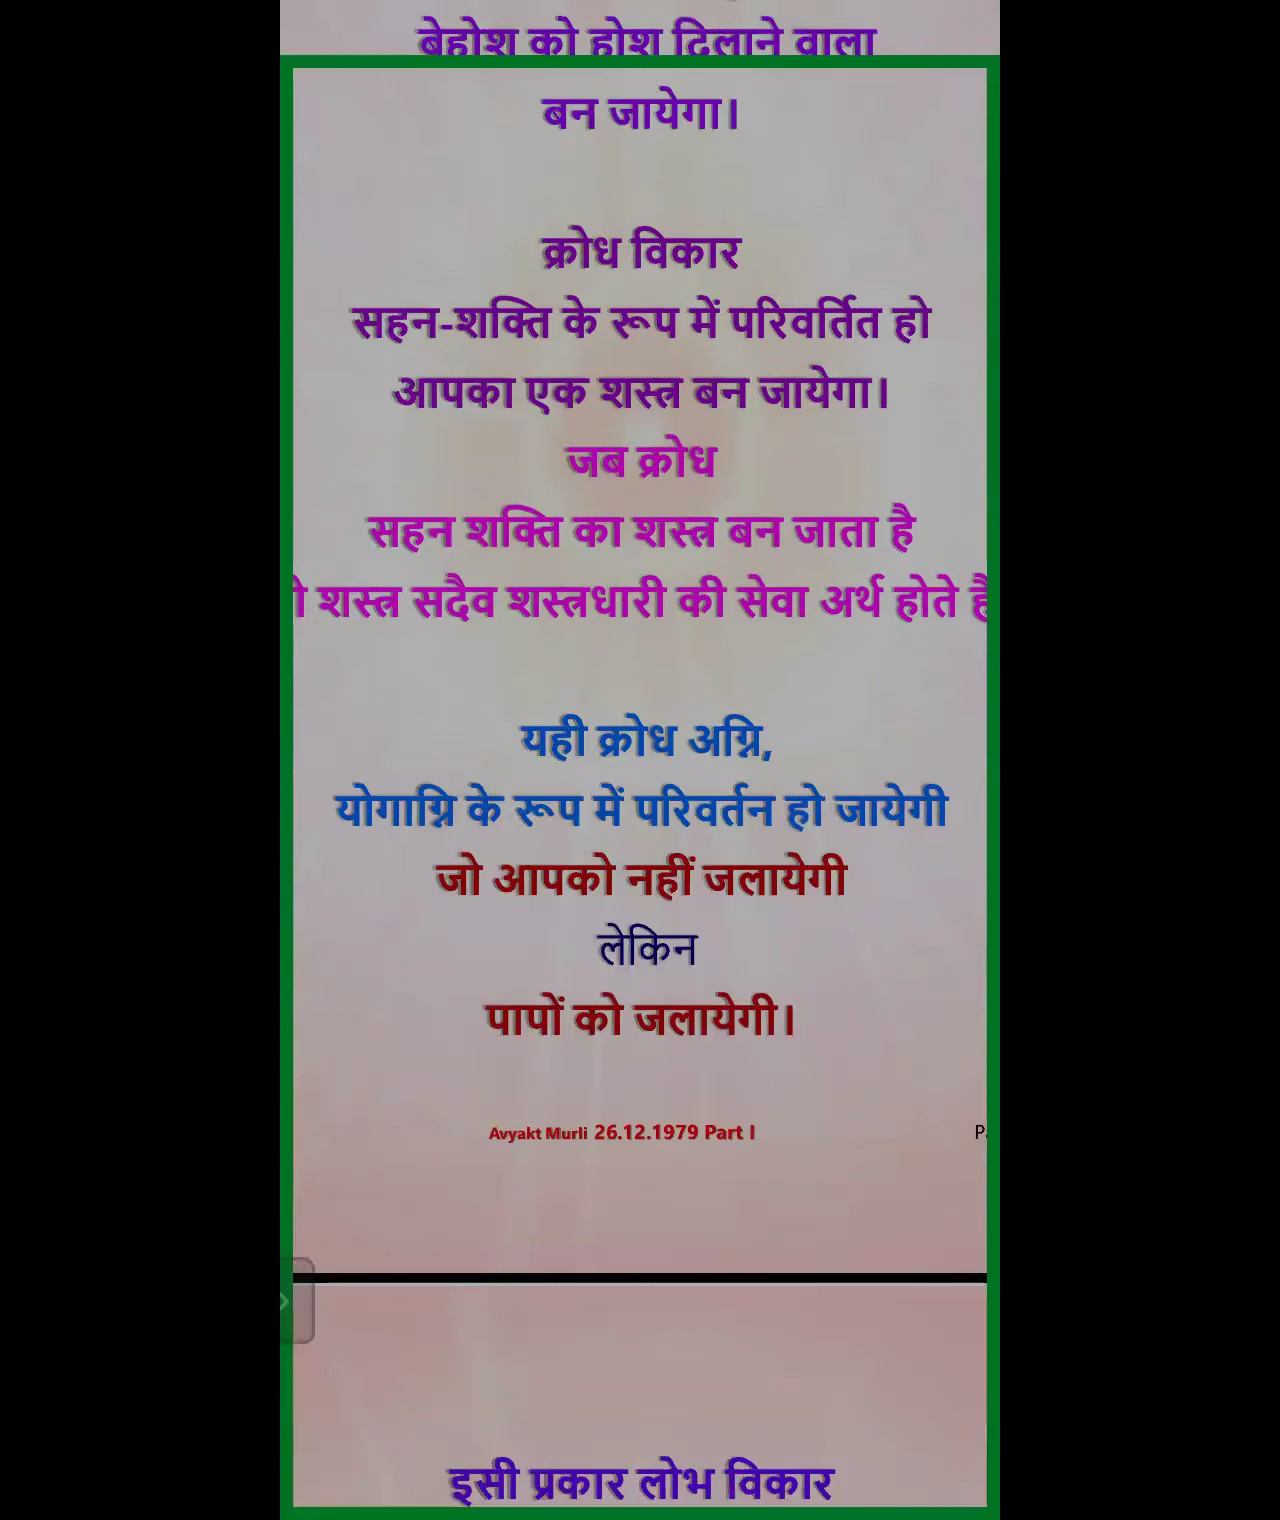 बेहोश को होश दिलाने वाला
बन जायेगा।
क्रोध विकार
सहन-शक्ति के रूप में परिवर्तित हो
आपका एक शस्त्र बन जायेगा।
जब क्रोध
सहन शक्ति का शस्त्र बन जाता है
शस्त्र सदैव शस्त्रधारी की सेवा अर्थ होते
यही क्रोध अग्नि,
योगाग्नि के रूप में परिवर्तन हो जायेगी
जो आपको नहीं जलायेगी
लेकिन
पापों को जलायेगी।
Avyakt Murli 26.12.1979 Part I
इसी प्रकार लोभ विकार